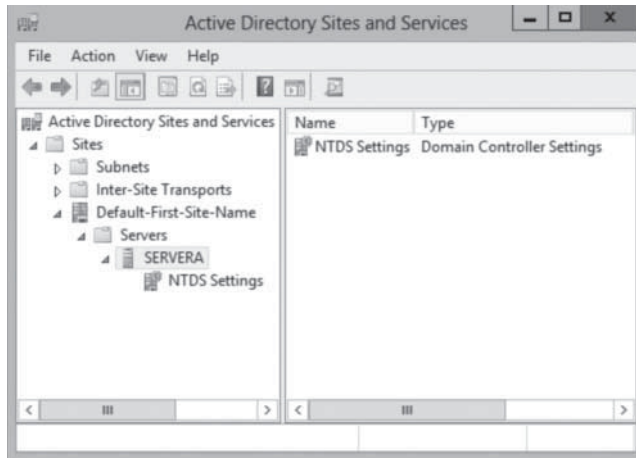 Active Directory Sites and Services
File Action View Help
Active Directory Sites and Services
Sites
Subnets
Inter-Site Transports
Default-First-Site-Name
Servers
SERVERA
NTDS Settings
Name Type
NTDS Settings Domain Controller Settings